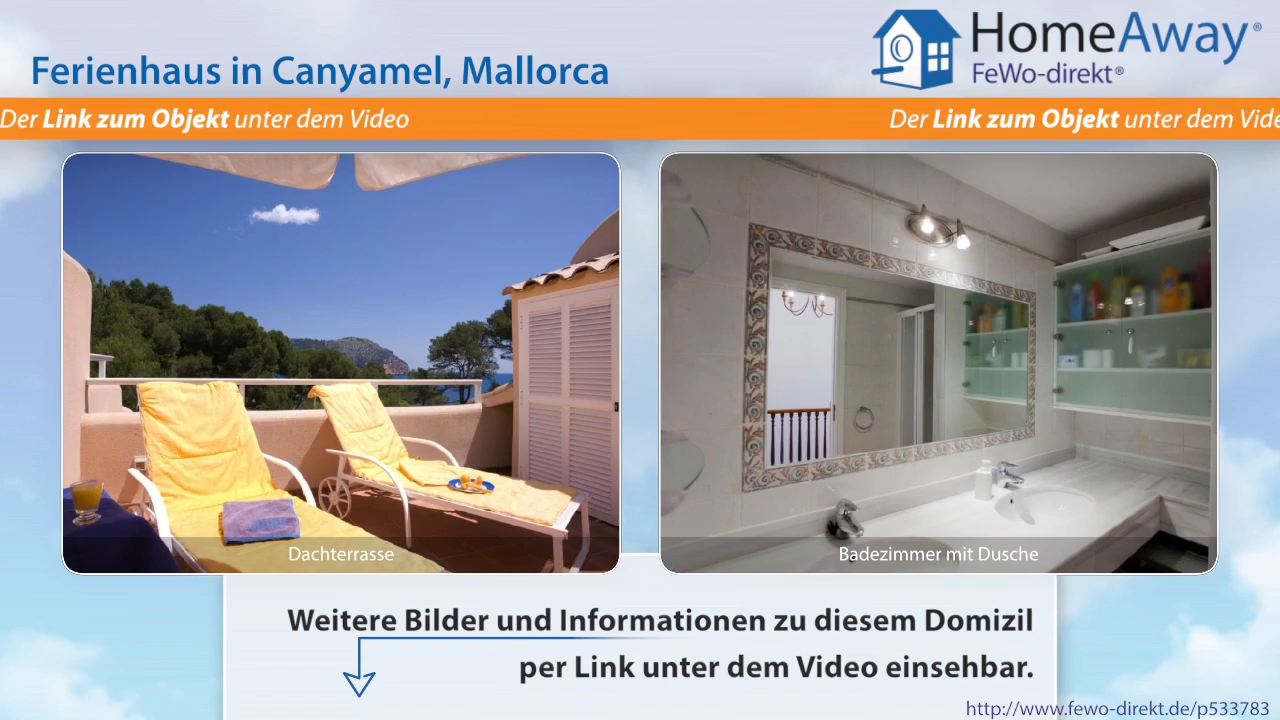 Ferienhaus in Canyamel, Mallorca
HomeAway®
FeWo-direkt®
Der Link zum Objekt unter dem Video
Der Link zum Objekt unter dem Vide
Dachterrasse
Badezimmer mit Dusche
Weitere Bilder und Informationen zu diesem Domizil
per Link unter dem Video einsehbar.
http://www.fewo-direkt.de/p533783